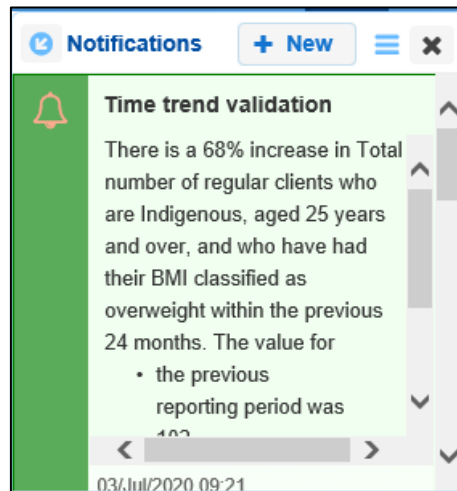 Notifications
+ New
Time trend validation
There is a 68% increase in Total
number of regular clients who
are Indigenous, aged 25 years
and over, and who have had
their BMI classified as
overweight within the previous
24 months. The value for
• the previous
reporting period was
03/Jul/2020 09:21